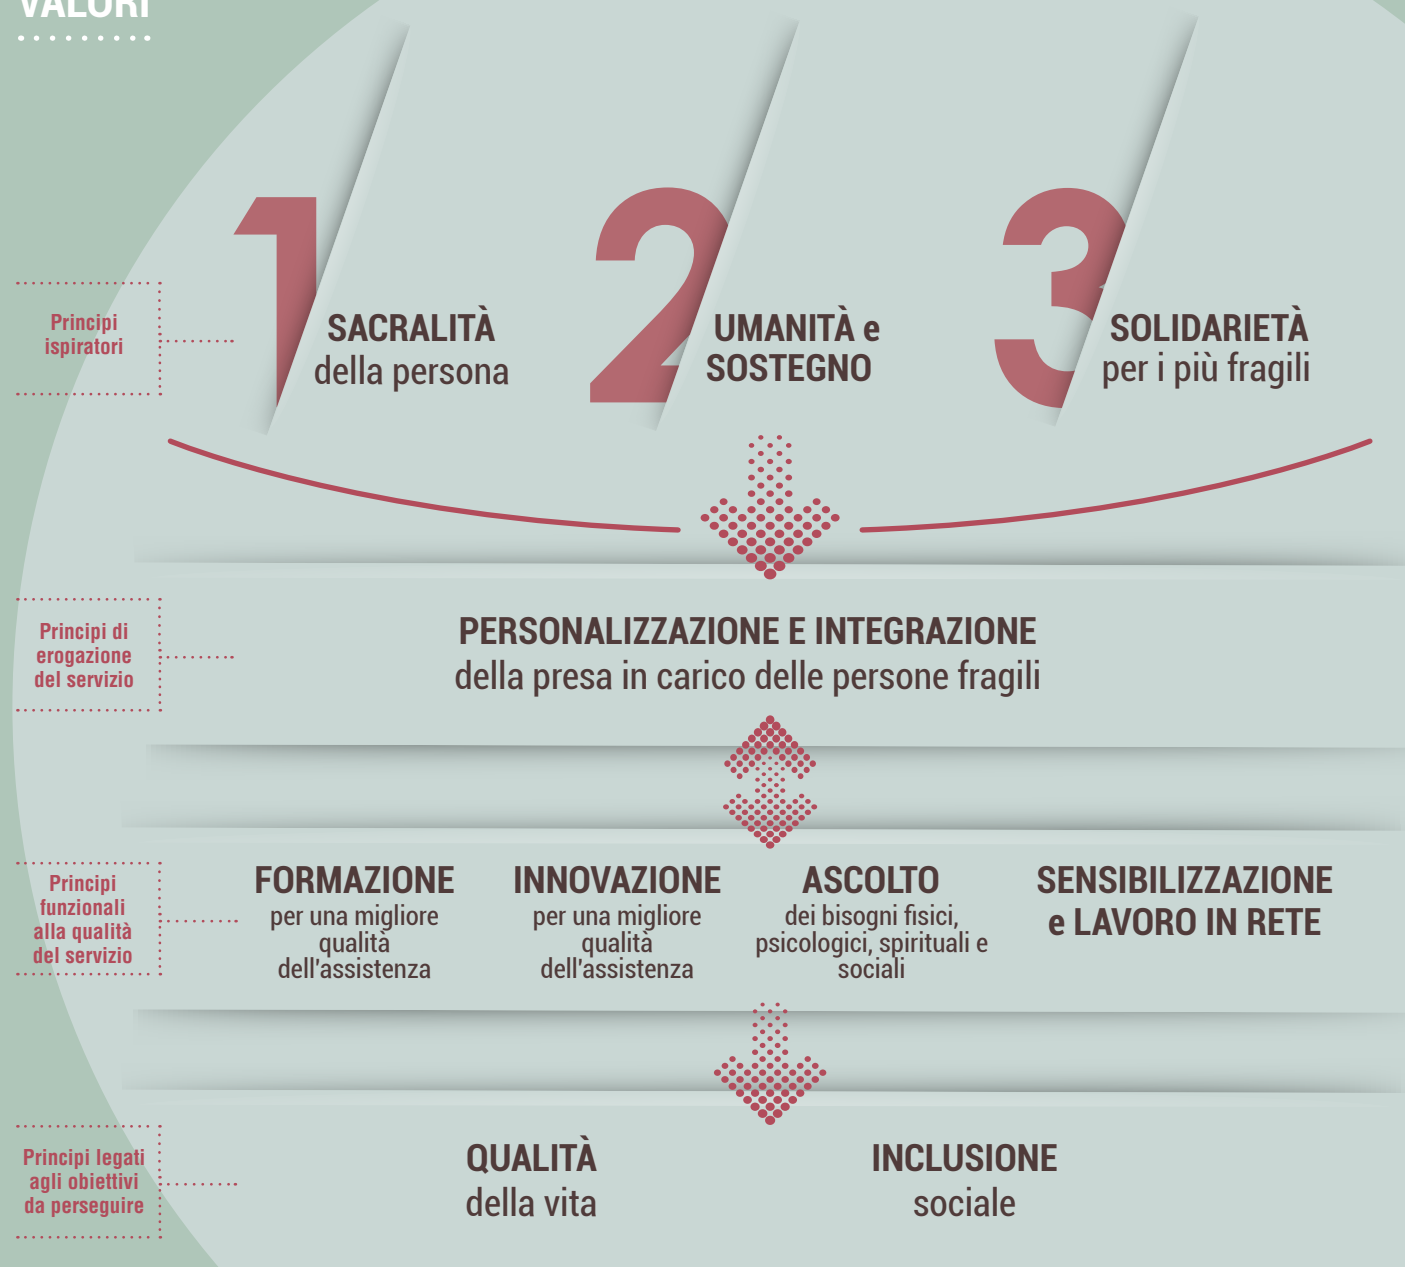 VALORI
1
SACRALITÀ
della persona
2
UMANITÀ e
SOSTEGNO
3
SOLIDARIETÀ
per i più fragili
Principi
ispiratori
Principi di
erogazione
del servizio
PERSONALIZZAZIONE E INTEGRAZIONE
della presa in carico delle persone fragili
Principi
funzionali
alla qualità
del servizio
FORMAZIONE
per una migliore
qualità
dell'assistenza
INNOVAZIONE
per una migliore
qualità
dell'assistenza
ASCOLTO
dei bisogni fisici,
psicologici, spirituali e
sociali
SENSIBILIZZAZIONE
e LAVORO IN RETE
Principi legati
agli obiettivi
da perseguire
QUALITÀ
della vita
INCLUSIONE
sociale